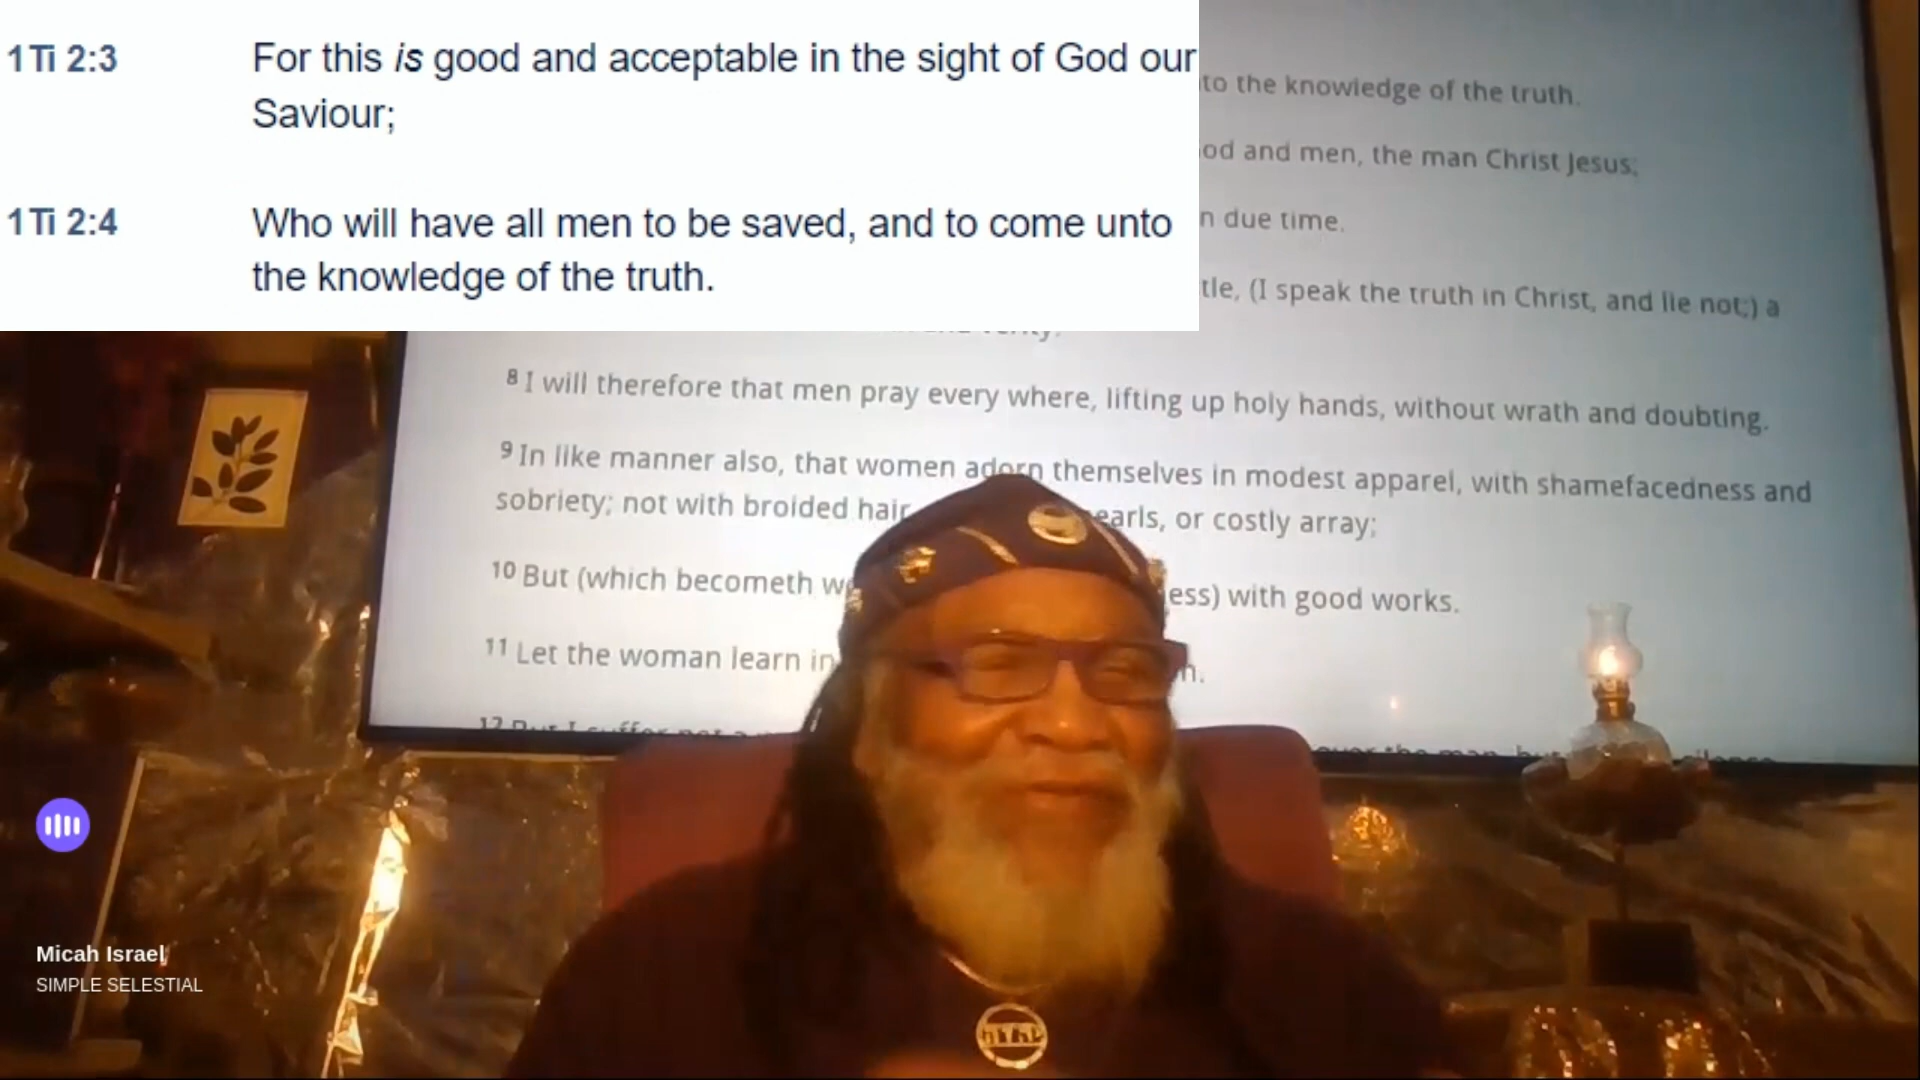 1Ti 2:3 For this is good and acceptable in the sight of God our
Saviour;
1Ti 2:4 Who will have all men to be saved, and to come unto
the knowledge of the truth.
to the knowledge of the truth.
od and men, the man Christ Jesus;
n due time.
tle, (I speak the truth in Christ, and lie not;) a
verity.
8 I will therefore that men pray every where, lifting up holy hands, without wrath and doubting.
9 In like manner also, that women adorn themselves in modest apparel, with shamefacedness and
sobriety; not with broided hair earls, or costly array;
10 But (which becometh w ess) with good works.
11 Let the woman learn in n.
Micah Israel
SIMPLE SELESTIAL